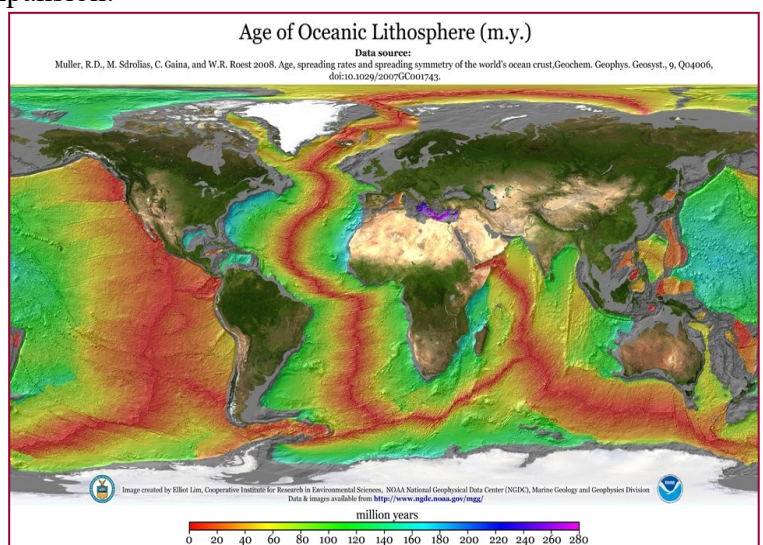 pansion.
Age of Oceanic Lithosphere (m.y.)
Data source:
Muller, R.D., M. Sdrolias, C. Gaina, and W.R. Roest 2008. Age, spreading rates and spreading symmetry of the world's ocean crust,Geochem. Geophys. Geosyst., 9, Q04006,
doi:10.1029/2007GC001743.
Image created by Elliot Lim, Cooperative Institute for Research in Environmental Sciences, NOAA National Geophysical Data Center (NGDC), Marine Geology and Geophysics Division
Data & images available from http://www.ngdc.noaa.gov/mgg/
million years
0 20 40 60 80 100 120 140 160 180 200 220 240 260 280